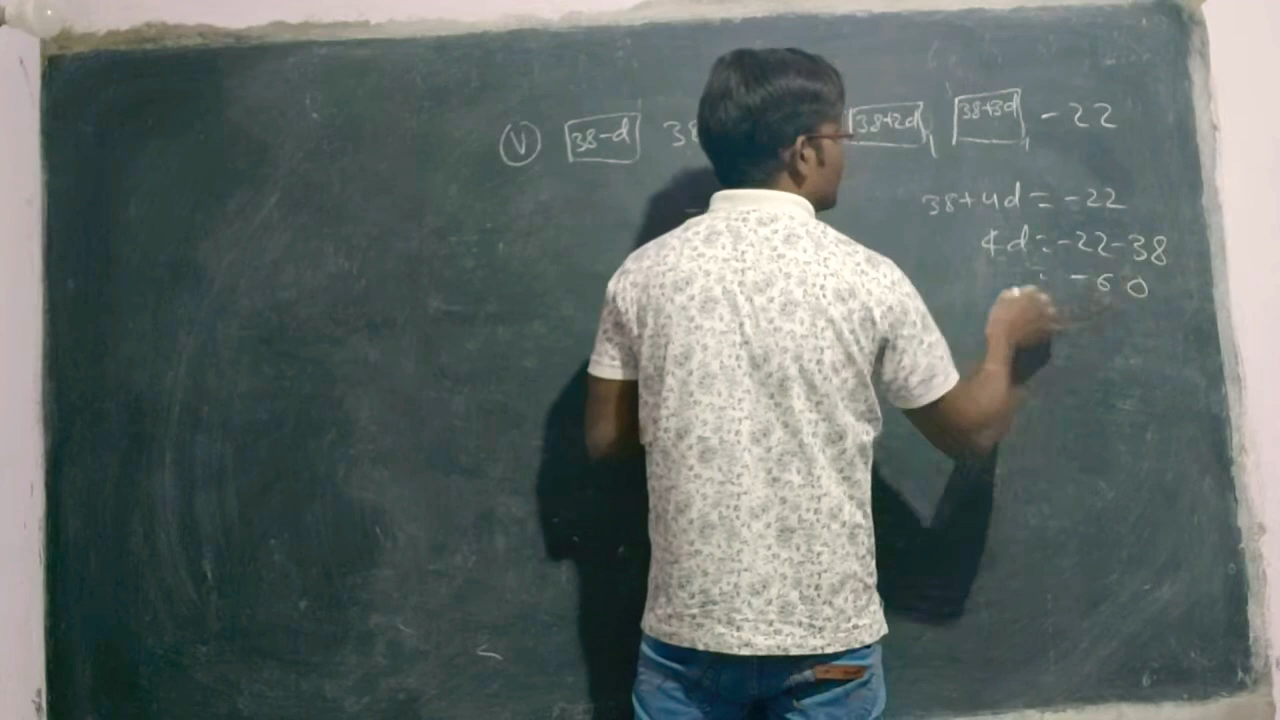 (V) 38-d 38 38+2d, 38+3d, -22
38+4d = -22
4d = -22-38
= -60